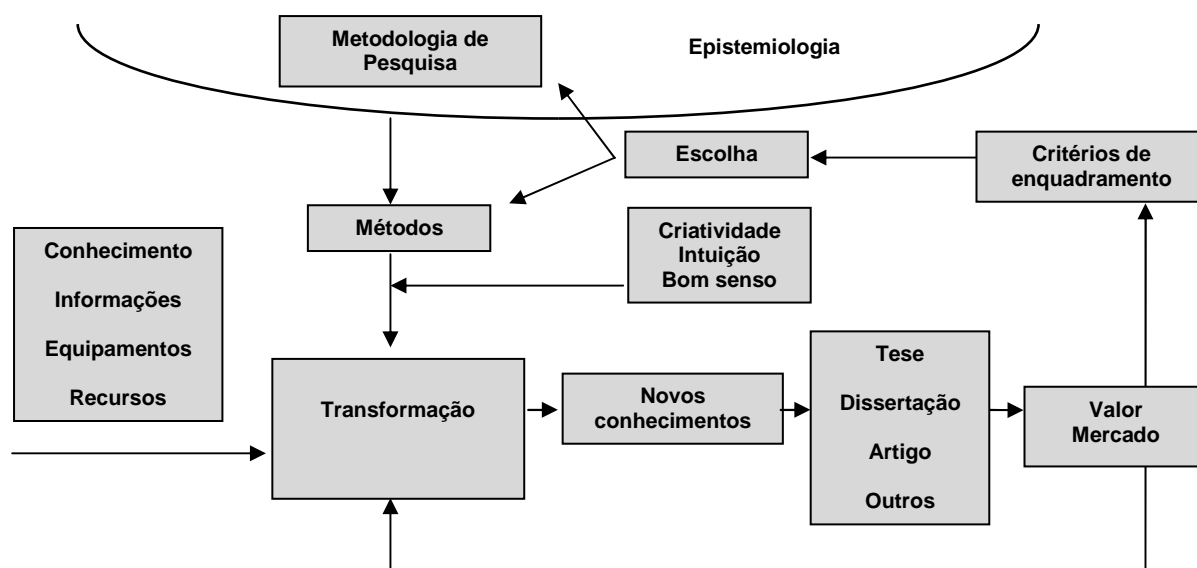 Metodologia de
Pesquisa
Epistemiologia
Escolha
Critérios de
enquadramento
Métodos
Criatividade
Intuição
Bom senso
Conhecimento
Informações
Equipamentos
Recursos
Transformação
Novos
conhecimentos
Tese
Dissertação
Artigo
Outros
Valor
Mercado